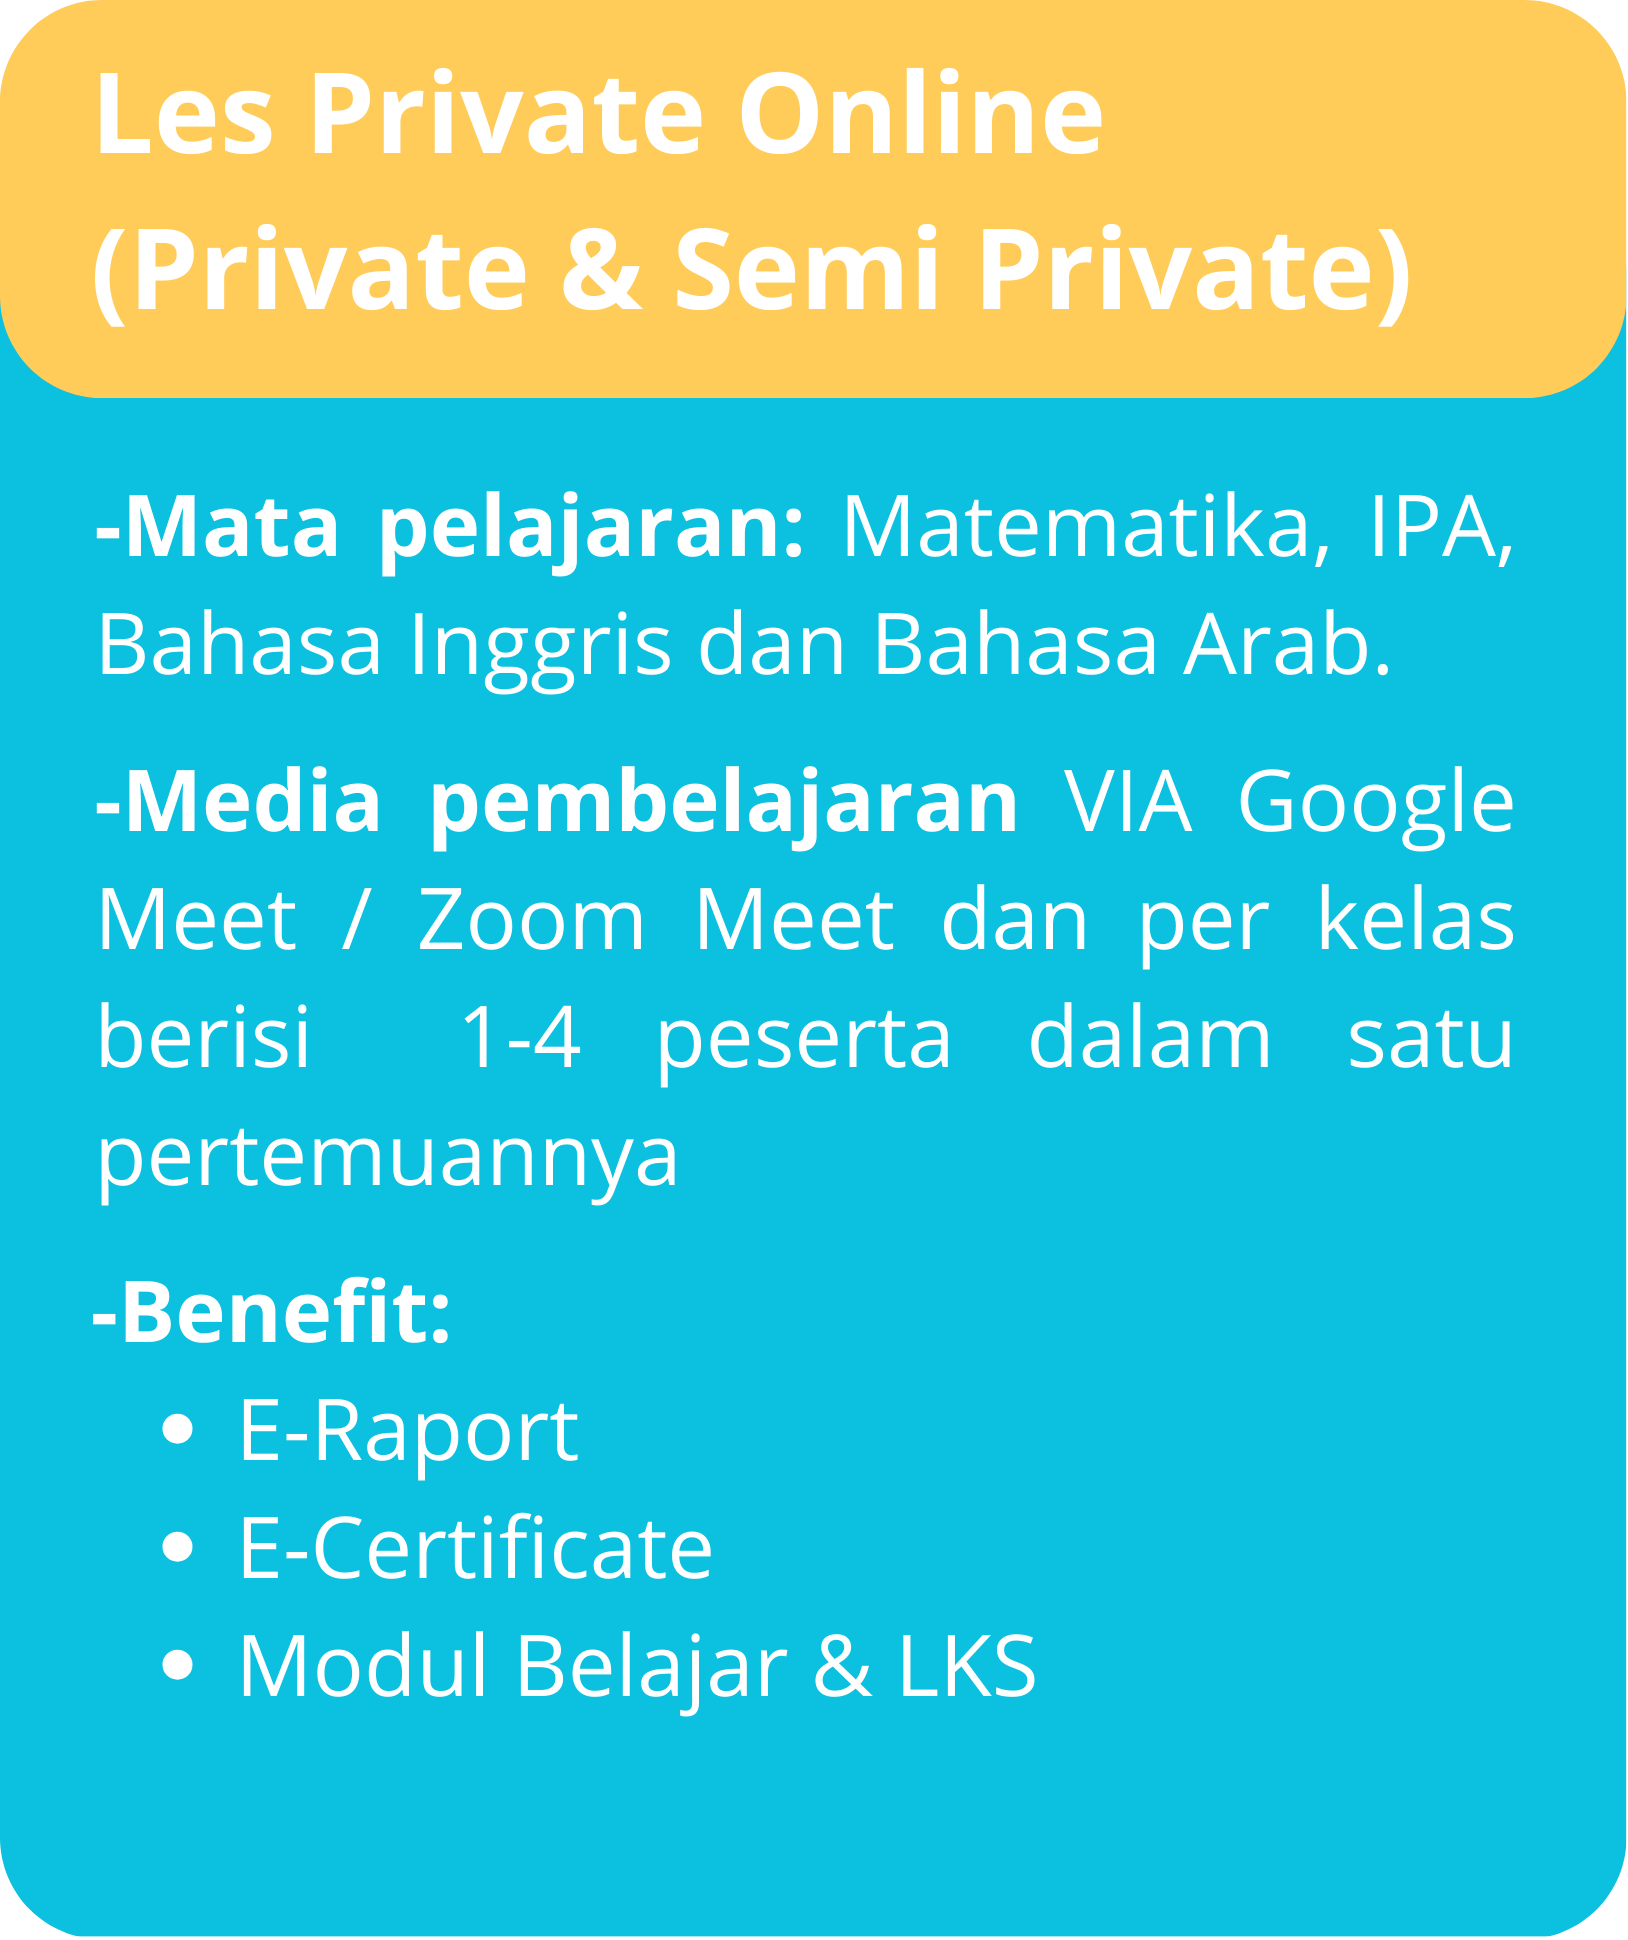 Les Private Online
(Private & Semi Private)
-Mata pelajaran: Matematika, IPA,
Bahasa Inggris dan Bahasa Arab.
-Media pembelajaran VIA Google
Meet / Zoom Meet dan per kelas
berisi 1-4 peserta dalam satu
pertemuannya
-Benefit:
• E-Raport
• E-Certificate
• Modul Belajar & LKS